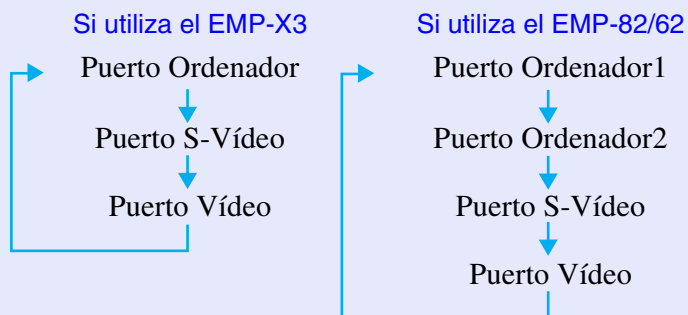 Si utiliza el EMP-X3
Puerto Ordenador
Puerto S-Vídeo
Puerto Vídeo
Si utiliza el EMP-82/62
Puerto Ordenador1
Puerto Ordenador2
Puerto S-Vídeo
Puerto Vídeo